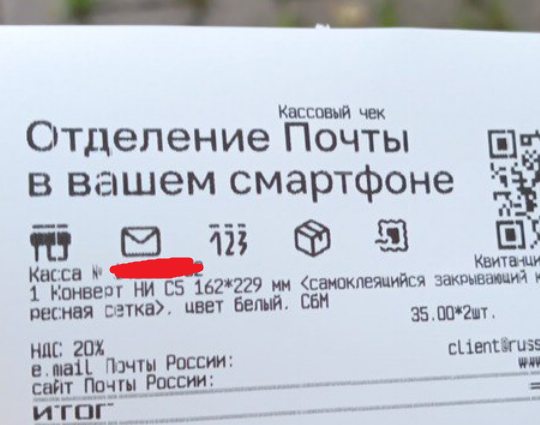 Кассовый чек
Отделение Почты
в вашем смартфоне
123
Квитанци
Касса №
1 Конверт НИ С5 162*229 мм <самоклеящийся закрывающий к
ресная сетка>, цвет белый. СбМ
35.00*2шт.
НДС: 20%
client@russ
e.mail Почты России:
www
сайт Почты России:
ИТОГ